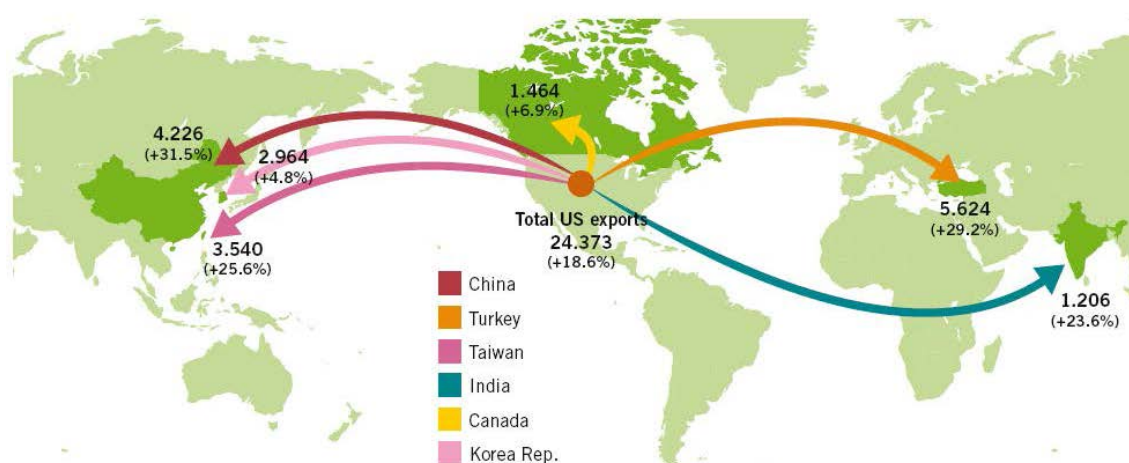 1.464
(+6.9%)
4.226
(+31.5%)
2.964
(+4.8%)
3.540
(+25.6%)
Total US exports
24.373
(+18.6%)
5.624
(+29.2%)
1.206
(+23.6%)
China
Turkey
Taiwan
India
Canada
Korea Rep.